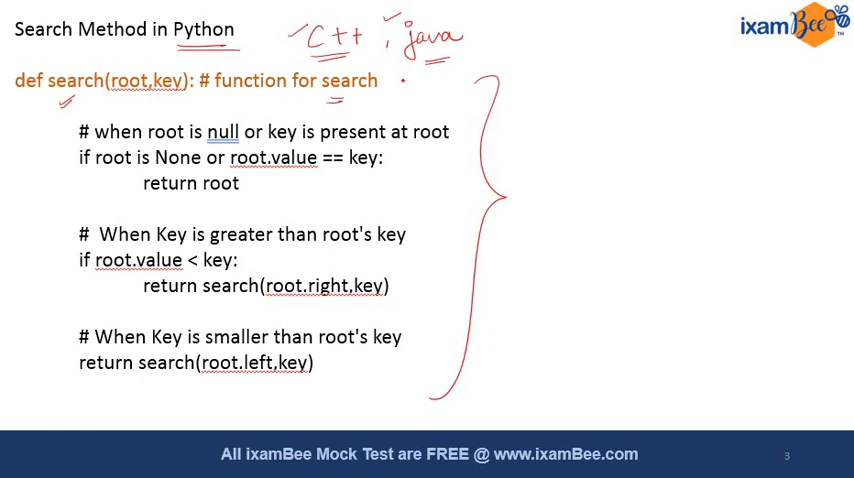 Search Method in Python
C++, java
ixamBee
TM
def search(root,key): # function for search
# when root is null or key is present at root
if root is None or root.value == key:
return root
# When Key is greater than root's key
if root.value < key:
return search(root.right,key)
# When Key is smaller than root's key
return search(root.left,key)
All ixamBee Mock Test are FREE @ www.ixamBee.com
3